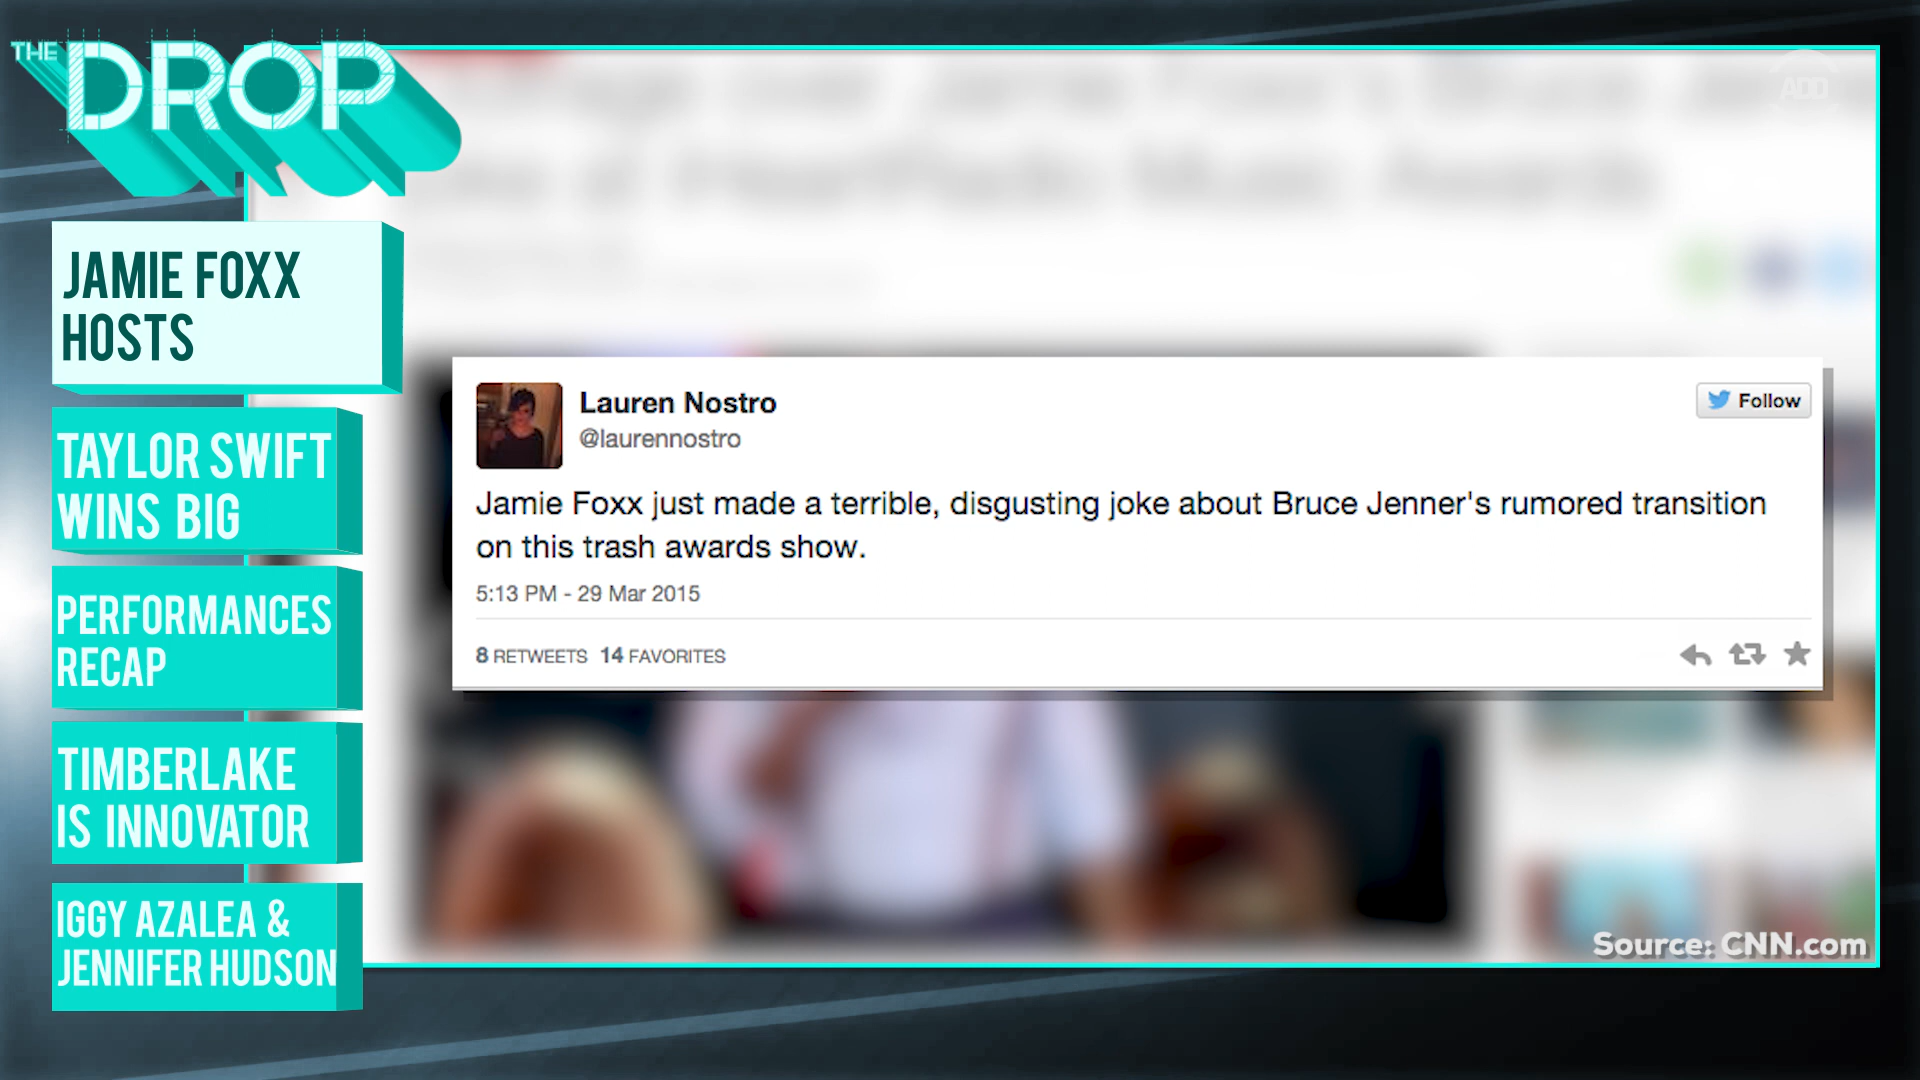 THE DROP
JAMIE FOXX
HOSTS
TAYLOR SWIFT
WINS BIG
PERFORMANCES
RECAP
TIMBERLAKE
IS INNOVATOR
IGGY AZALEA &
JENNIFER HUDSON
ADD
Lauren Nostro
@laurennostro
Follow
Jamie Foxx just made a terrible, disgusting joke about Bruce Jenner's rumored transition
on this trash awards show.
5:13 PM - 29 Mar 2015
8 RETWEETS 14 FAVORITES
Source: CNN.com